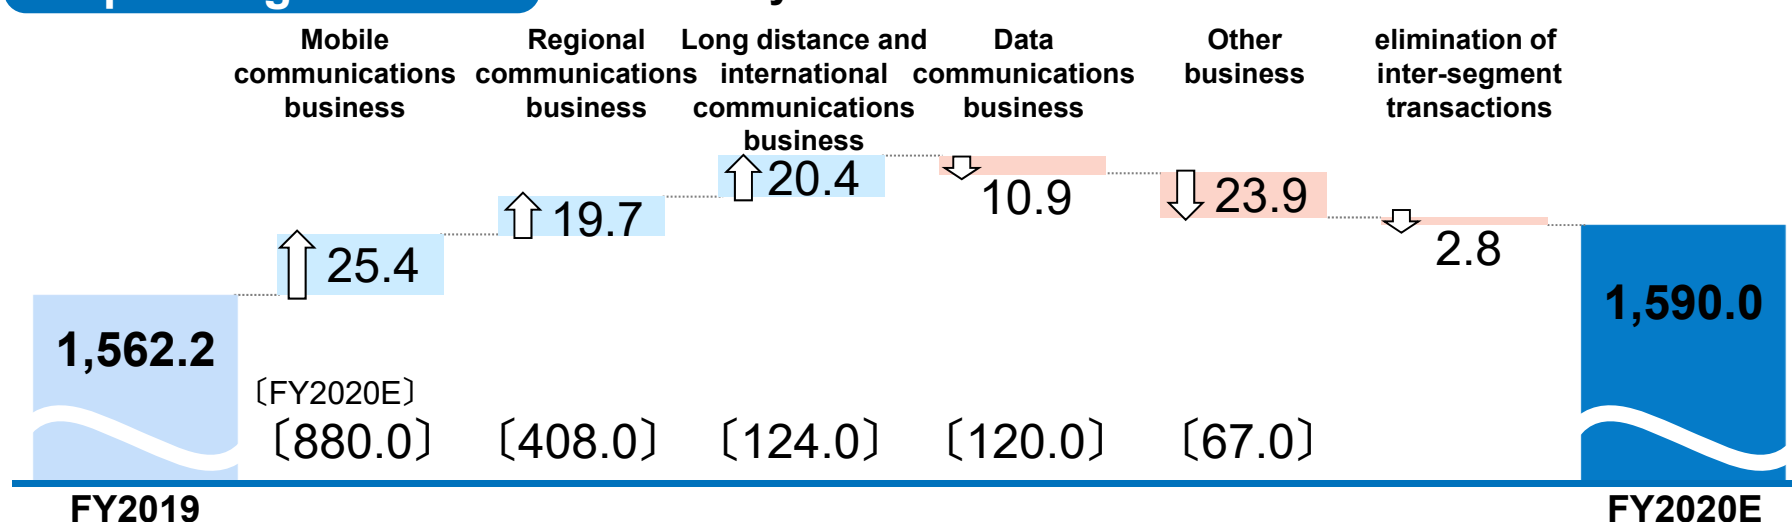 Mobile
communications
business
Regional
communications
business
Long distance and
international
communications
business
Data
communications
business
Other
business
elimination of
inter-segment
transactions
25.4
19.7
20.4
10.9
23.9
2.8
1,562.2
1,590.0
〔FY2020E〕
〔880.0〕
〔408.0〕
〔124.0〕
〔120.0〕
〔67.0〕
FY2019
FY2020E